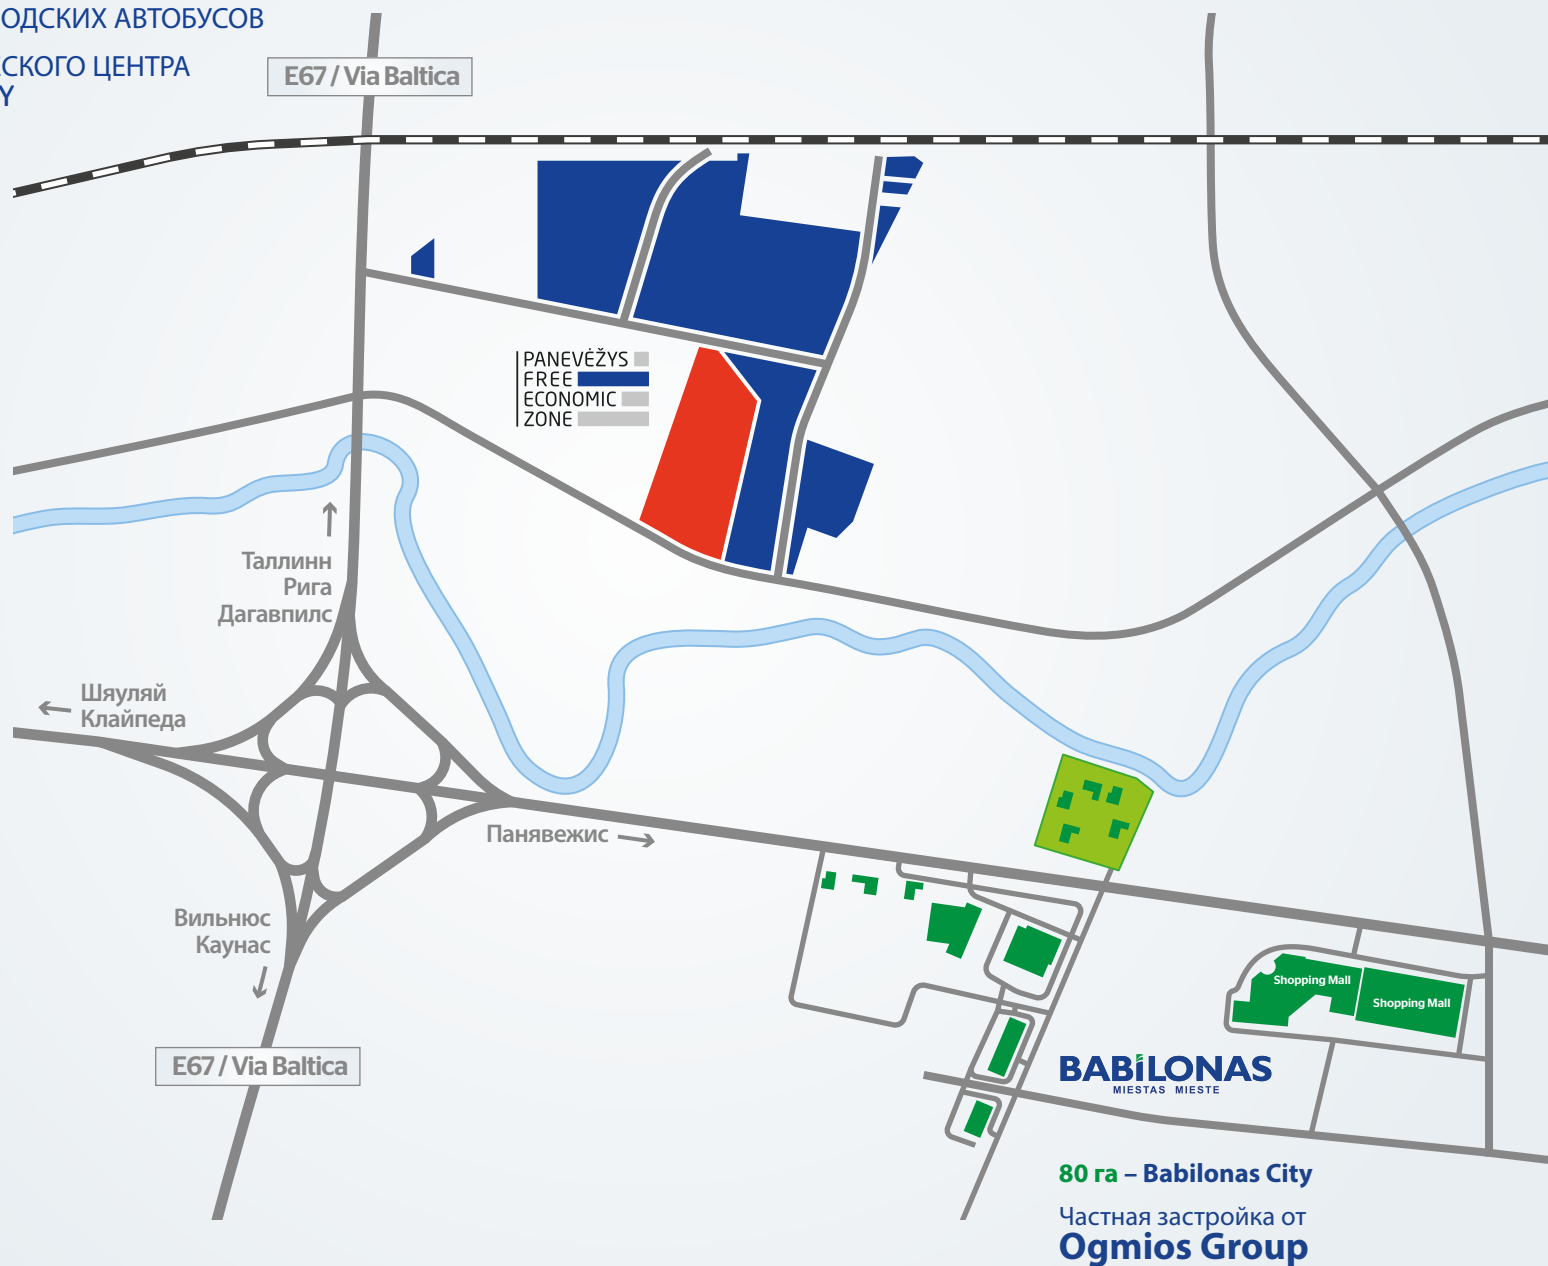 ОДСКИХ АВТОБУСОВ
СКОГО ЦЕНТРА
Y
E67 / Via Baltica
PANEVĖŽYS
FREE
ECONOMIC
ZONE
Таллинн
Рига
Дагавпилс
Шяуляй
Клайпеда
Панявежис
Вильнюс
Каунас
E67 / Via Baltica
Shopping Mall
Shopping Mall
BABILONAS
MIESTAS MIESTE
80 га – Babilonas City
Частная застройка от
Ogmios Group